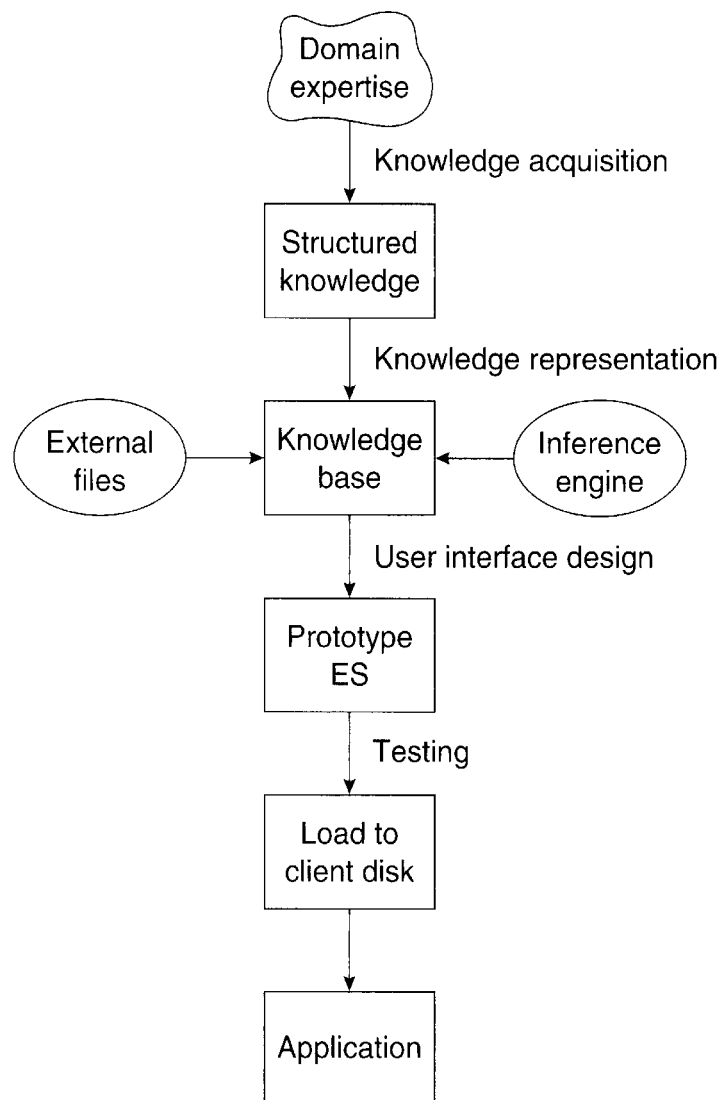 Domain
expertise
Knowledge acquisition
Structured
knowledge
Knowledge representation
External
files
Knowledge
base
Inference
engine
User interface design
Prototype
ES
Testing
Load to
client disk
Application